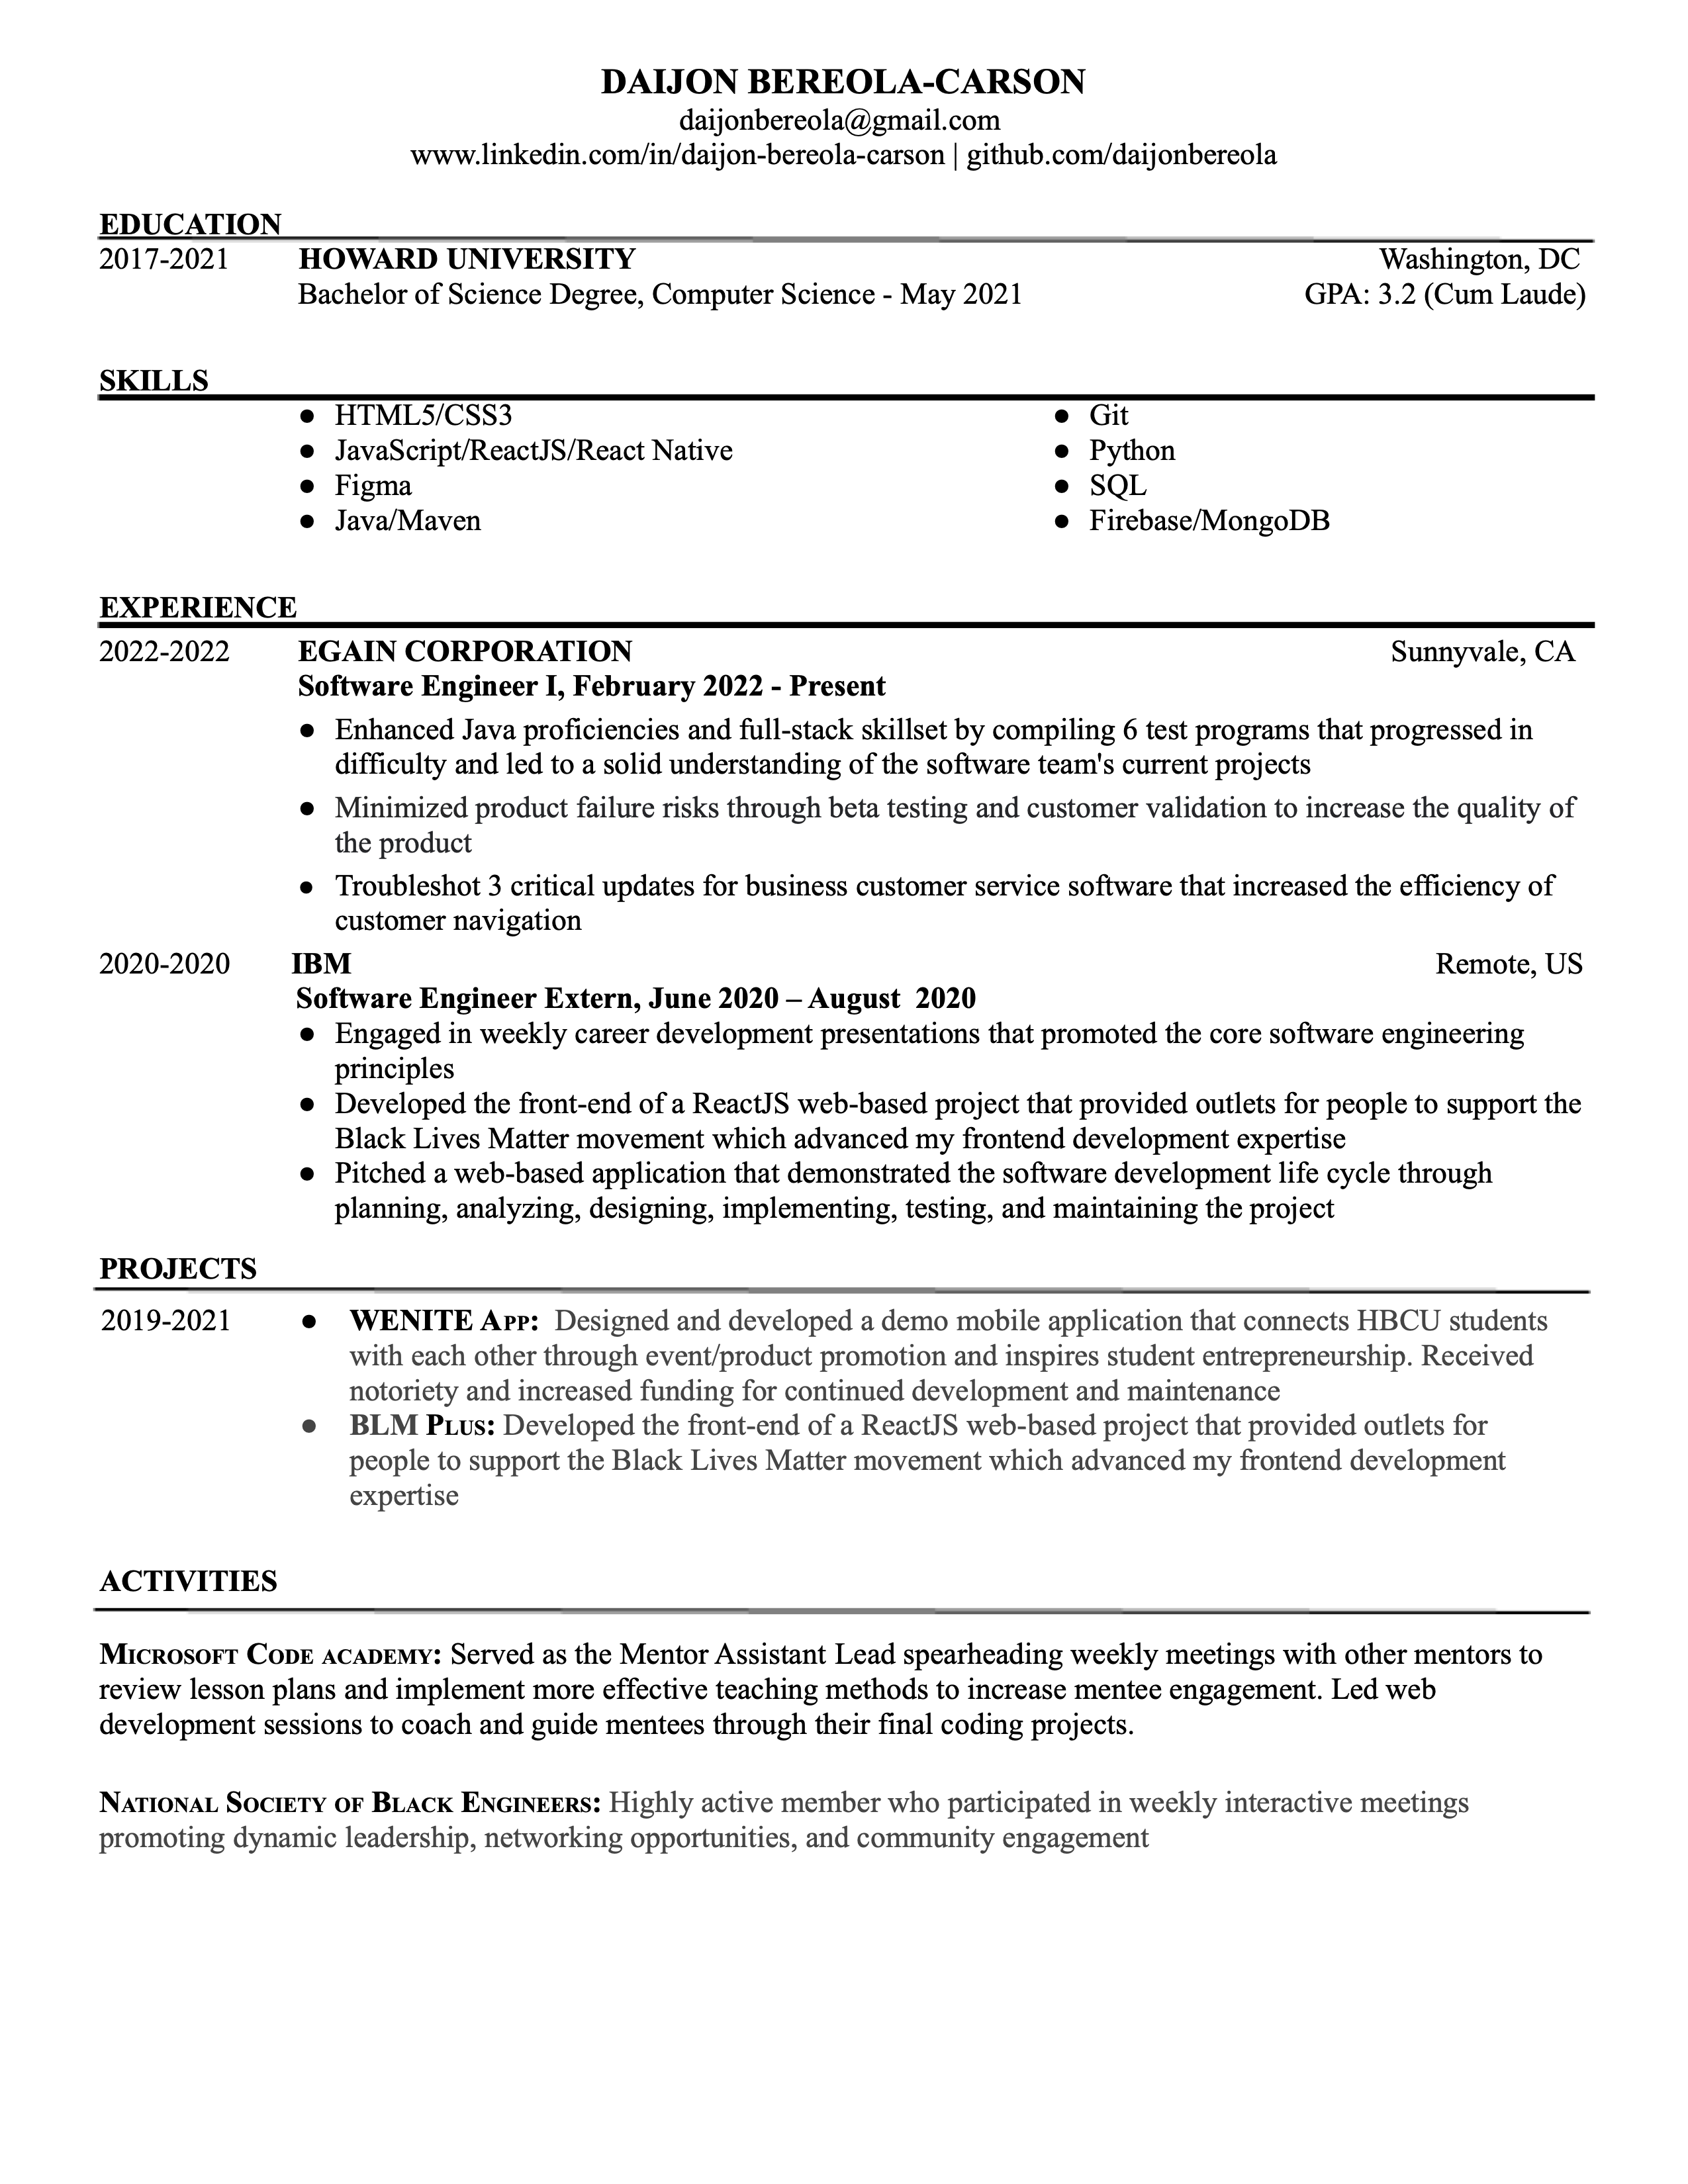 DAIJON BEREOLA-CARSON
daijonbereola@gmail.com
www.linkedin.com/in/daijon-bereola-carson | github.com/daijonbereola
EDUCATION
2017-2021 HOWARD UNIVERSITY Washington, DC
Bachelor of Science Degree, Computer Science - May 2021 GPA: 3.2 (Cum Laude)
SKILLS
● HTML5/CSS3 ● Git
● JavaScript/ReactJS/React Native ● Python
● Figma ● SQL
● Java/Maven ● Firebase/MongoDB
EXPERIENCE
2022-2022 EGAIN CORPORATION Sunnyvale, CA
Software Engineer I, February 2022 - Present
● Enhanced Java proficiencies and full-stack skillset by compiling 6 test programs that progressed in
difficulty and led to a solid understanding of the software team's current projects
● Minimized product failure risks through beta testing and customer validation to increase the quality of
the product
● Troubleshot 3 critical updates for business customer service software that increased the efficiency of
customer navigation
2020-2020 IBM Remote, US
Software Engineer Extern, June 2020 – August 2020
● Engaged in weekly career development presentations that promoted the core software engineering
principles
● Developed the front-end of a ReactJS web-based project that provided outlets for people to support the
Black Lives Matter movement which advanced my frontend development expertise
● Pitched a web-based application that demonstrated the software development life cycle through
planning, analyzing, designing, implementing, testing, and maintaining the project
PROJECTS
2019-2021 ● WENITE APP: Designed and developed a demo mobile application that connects HBCU students
with each other through event/product promotion and inspires student entrepreneurship. Received
notoriety and increased funding for continued development and maintenance
● BLM PLUS: Developed the front-end of a ReactJS web-based project that provided outlets for
people to support the Black Lives Matter movement which advanced my frontend development
expertise
ACTIVITIES
MICROSOFT CODE ACADEMY: Served as the Mentor Assistant Lead spearheading weekly meetings with other mentors to
review lesson plans and implement more effective teaching methods to increase mentee engagement. Led web
development sessions to coach and guide mentees through their final coding projects.
NATIONAL SOCIETY OF BLACK ENGINEERS: Highly active member who participated in weekly interactive meetings
promoting dynamic leadership, networking opportunities, and community engagement